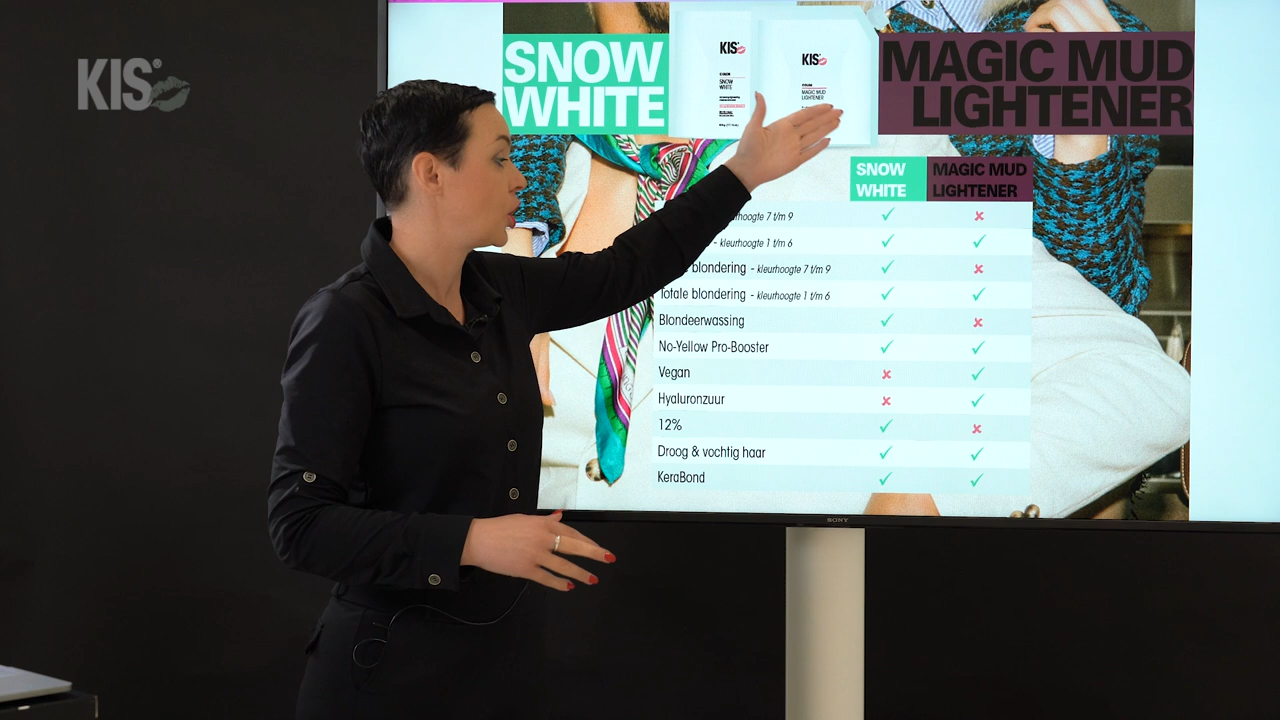 KIS
SNOW
WHITE
KIS
SNOW
WHITE
KIS
MAGIC MUD
LIGHTENER
MAGIC MUD
LIGHTENER
SNOW
WHITE
MAGIC MUD
LIGHTENER
7 t/m 9
- kleurhoogte 1 t/m 6
blondering - kleurhoogte 7 t/m 9
Totale blondering - kleurhoogte 1 t/m 6
Blondeerwassing
No-Yellow Pro-Booster
Vegan
Hyaluronzuur
12%
Droog & vochtig haar
KeraBond
SONY